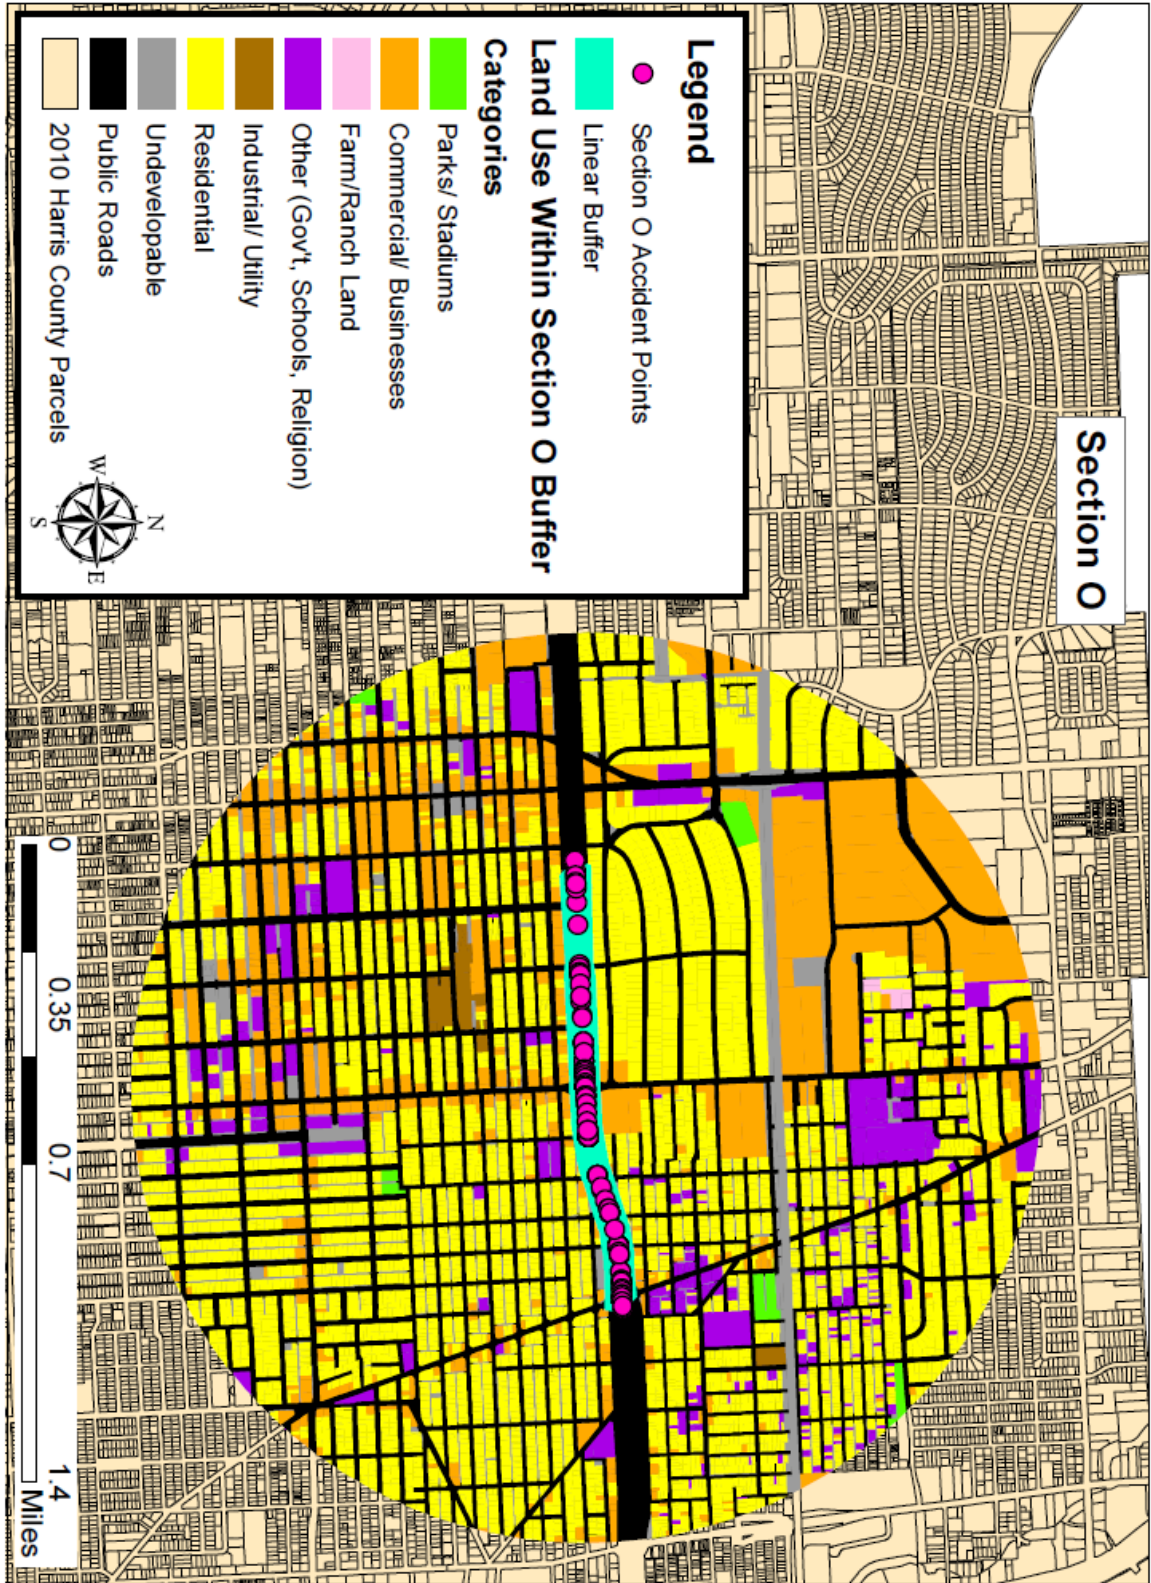 Section O
Legend
Section O Accident Points
Linear Buffer
Land Use Within Section O Buffer
Categories
Parks/ Stadiums
Commercial/ Businesses
Farm/Ranch Land
Other (Gov't, Schools, Religion)
Industrial/ Utility
Residential
Undevelopable
Public Roads
2010 Harris County Parcels
N
W
E
S
0 0.35 0.7 1.4
Miles